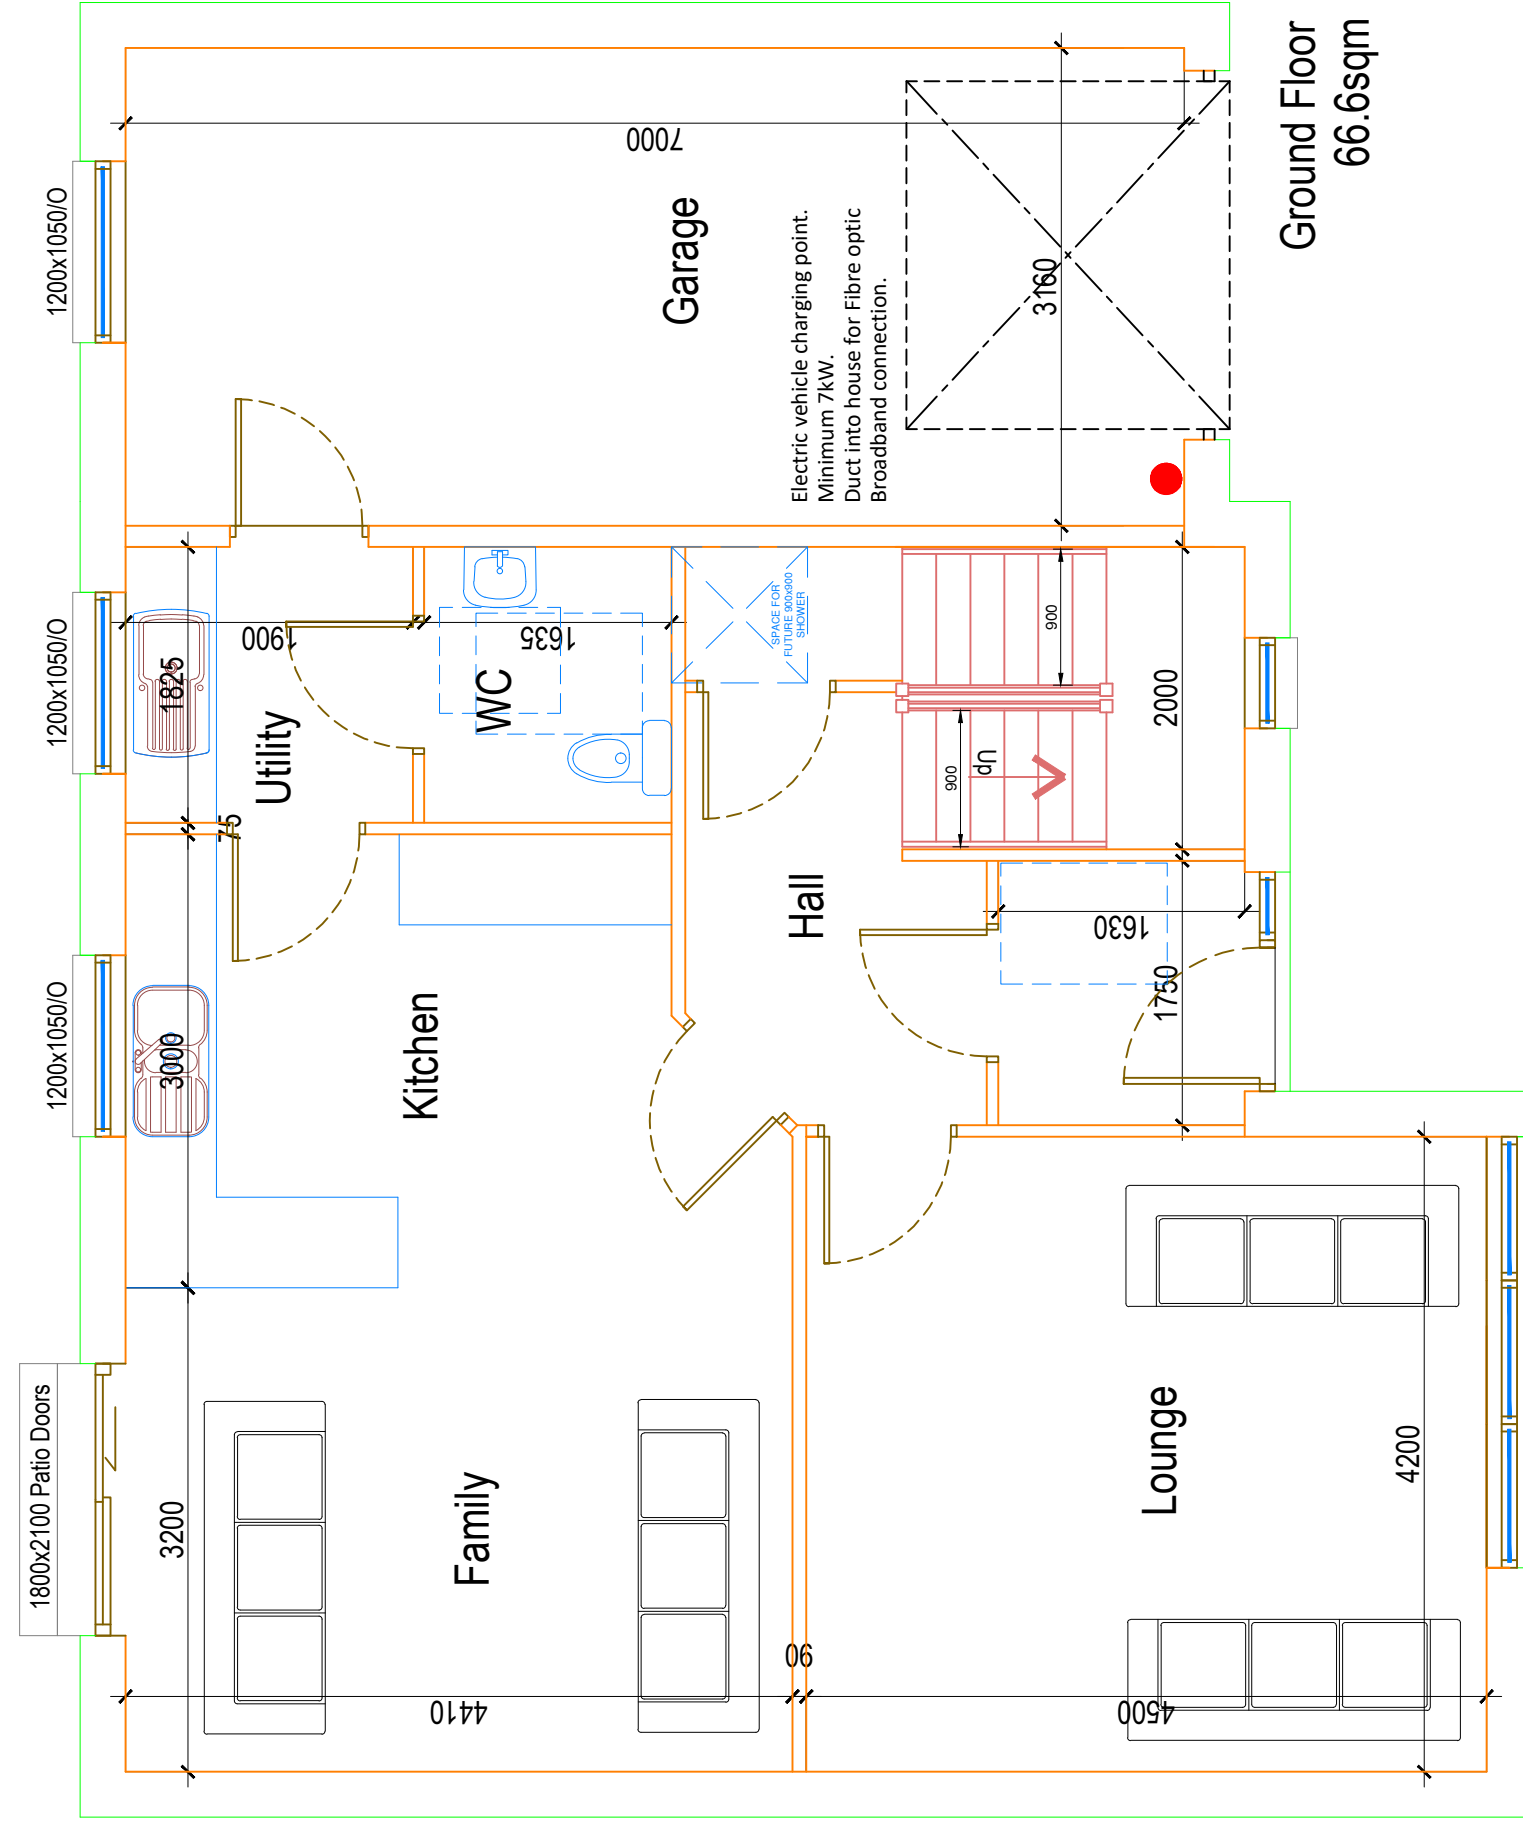 1800x2100 Patio Doors
1200x1050/O
1200x1050/O
1200x1050/O
3200
3000
75
1825
1900
1635
Utility
WC
Kitchen
Family
4410
90
Hall
SPACE FOR
FUTURE 900x900
SHOWER
Up
900
900
2000
1630
1750
Lounge
4500
4200
Garage
7000
3160
Electric vehicle charging point.
Minimum 7kW.
Duct into house for Fibre optic
Broadband connection.
Ground Floor
66.6sqm